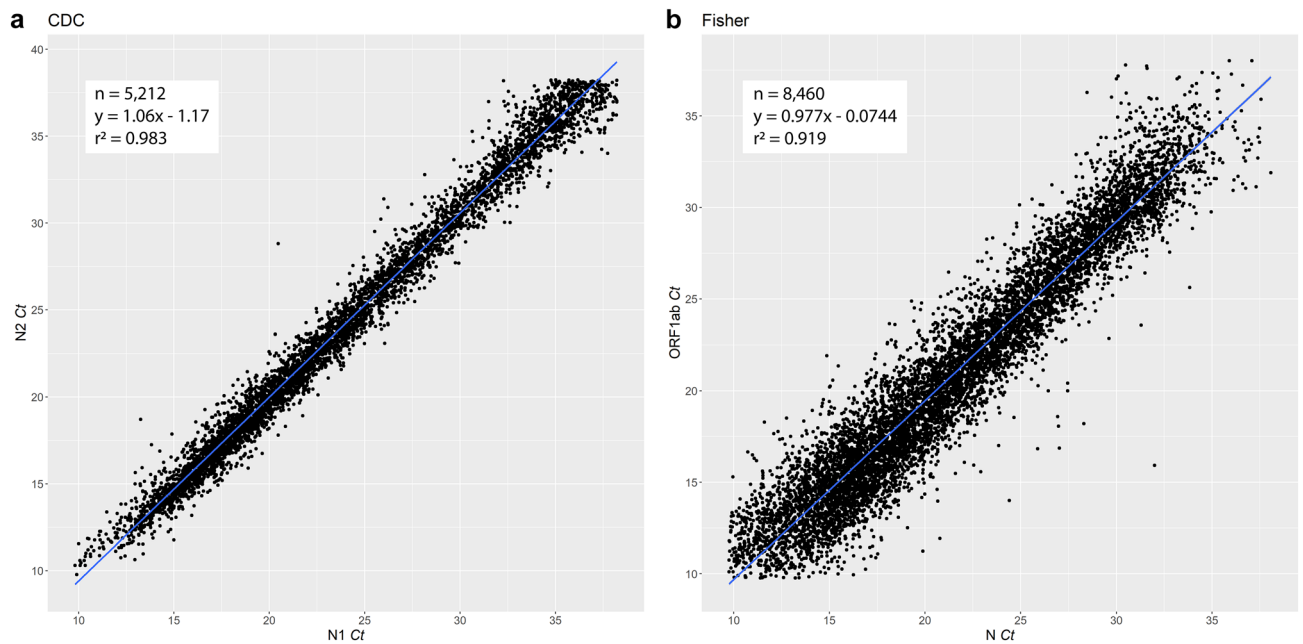 a CDC
40
35
30
25
20
15
10
N2 Ct
n = 5,212
y = 1.06x - 1.17
r² = 0.983
10 15 20 25 30 35
N1 Ct
b Fisher
35
30
25
20
15
10
ORF1ab Ct
n = 8,460
y = 0.977x - 0.0744
r² = 0.919
10 15 20 25 30 35
N Ct